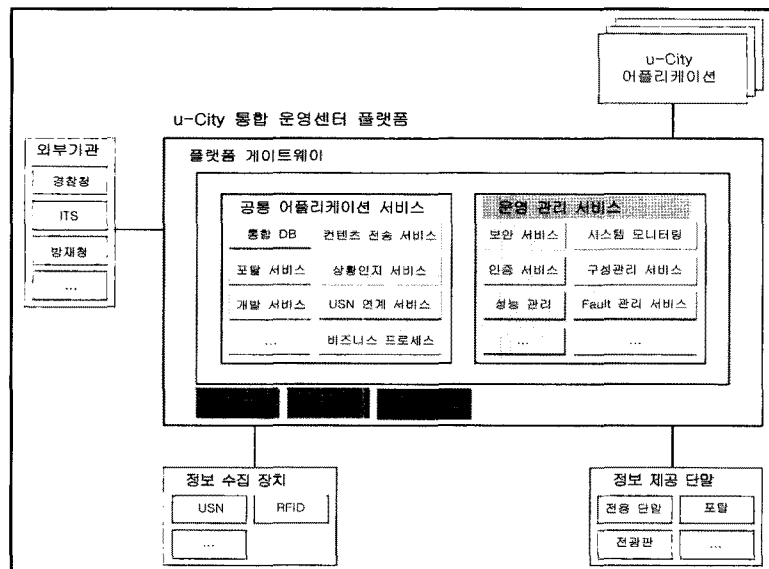 u-City
어플리케이션
u-City 통합 운영센터 플랫폼
외부기관
경찰청
ITS
방재청
...
플랫폼 게이트웨이
공통 어플리케이션 서비스
통합 DB
컨텐츠 전송 서비스
포탈 서비스
상황인지 서비스
개발 서비스
USN 연계 서비스
...
비즈니스 프로세스
운영 관리 서비스
보안 서비스
시스템 모니터링
인증 서비스
구성관리 서비스
성능 관리
Fault 관리 서비스
...
...
정보 수집 장치
USN
RFID
...
정보 제공 단말
전용 단말
포탈
전광판
...